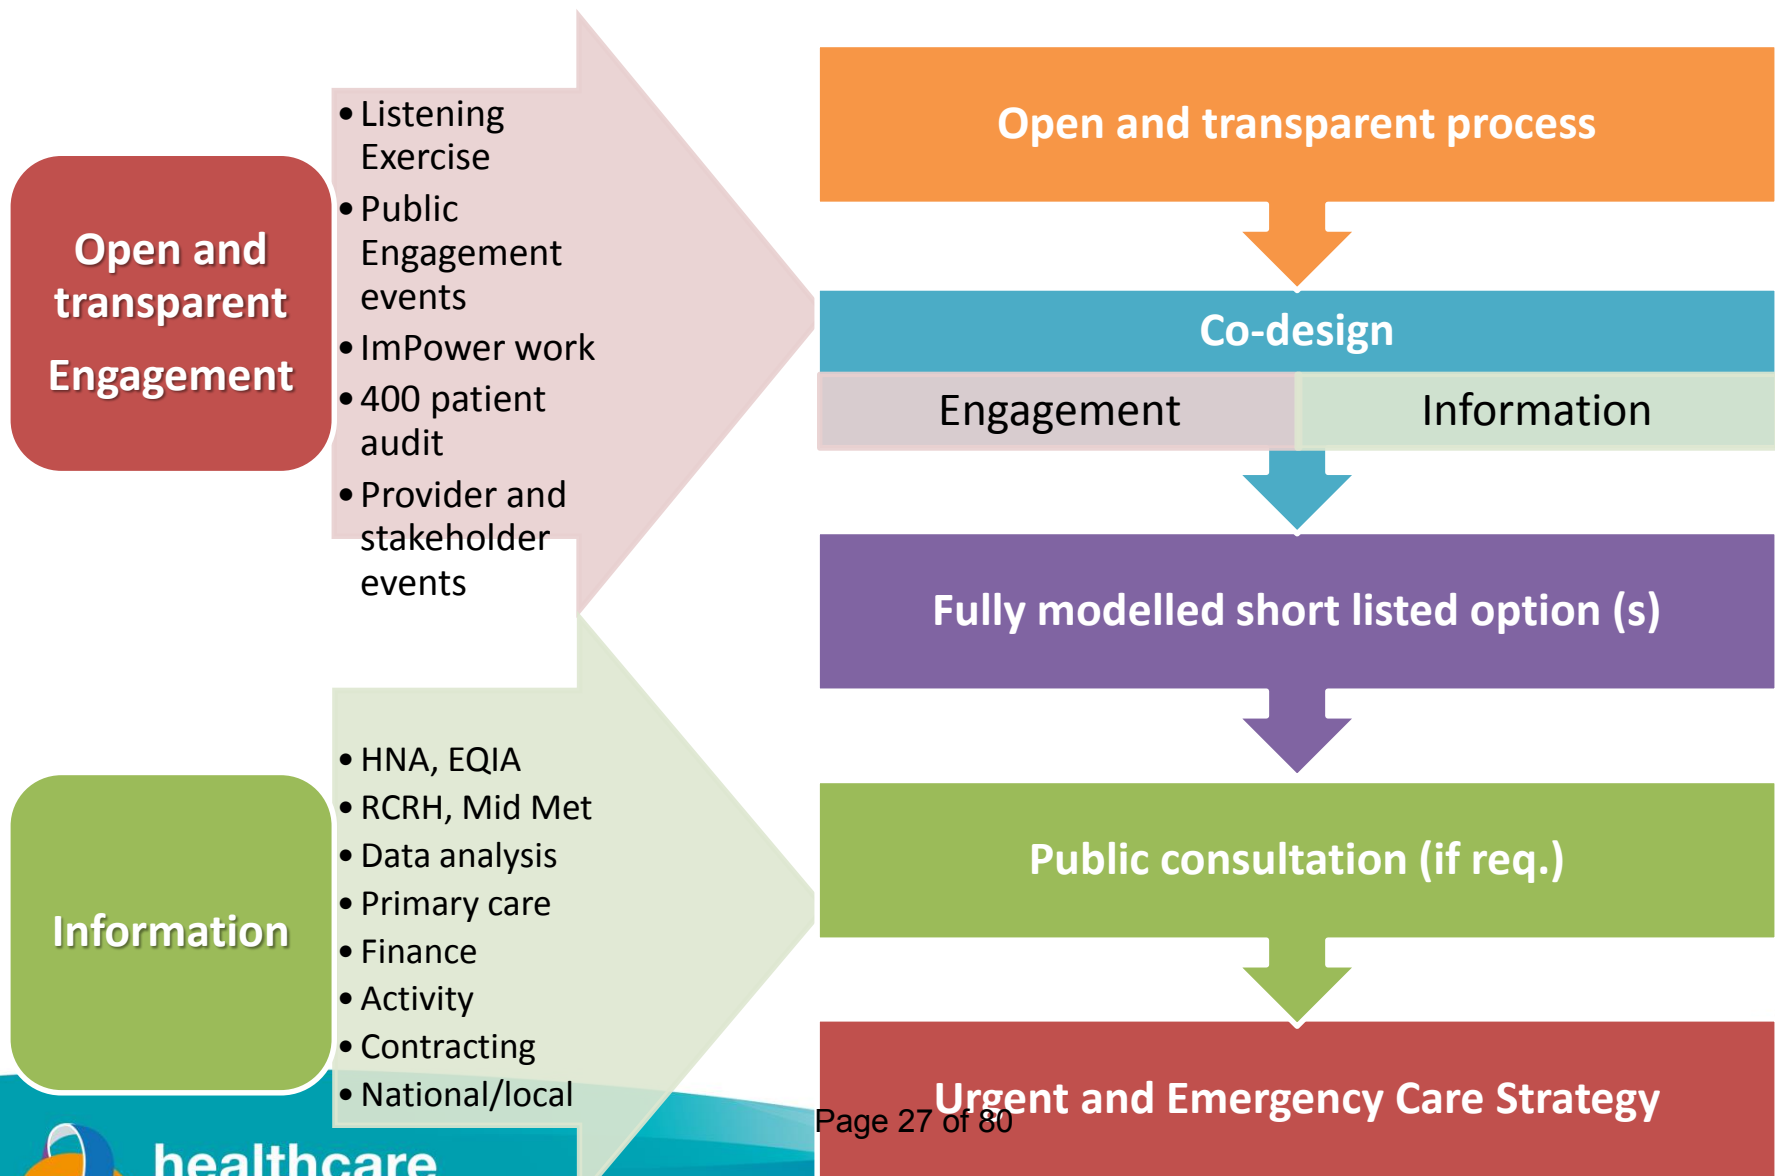 Open and
transparent
Engagement
• Listening
Exercise
• Public
Engagement
events
• ImPower work
• 400 patient
audit
• Provider and
stakeholder
events
Information
• HNA, EQIA
• RCRH, Mid Met
• Data analysis
• Primary care
• Finance
• Activity
• Contracting
• National/local
Open and transparent process
Co-design
Engagement
Information
Fully modelled short listed option (s)
Public consultation (if req.)
Urgent and Emergency Care Strategy
Page 27 of 80
healthcare